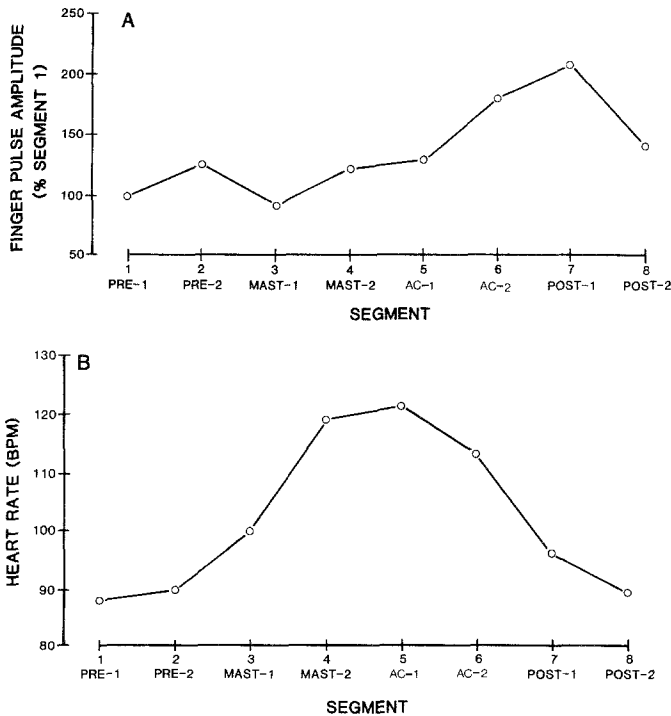 A
FINGER PULSE AMPLITUDE
(% SEGMENT 1)
250
200
150
100
50
1 2 3 4 5 6 7 8
PRE-1 PRE-2 MAST-1 MAST-2 AC-1 AC-2 POST-1 POST-2
SEGMENT
B
HEART RATE (BPM)
130
120
110
100
90
80
1 2 3 4 5 6 7 8
PRE-1 PRE-2 MAST-1 MAST-2 AC-1 AC-2 POST-1 POST-2
SEGMENT